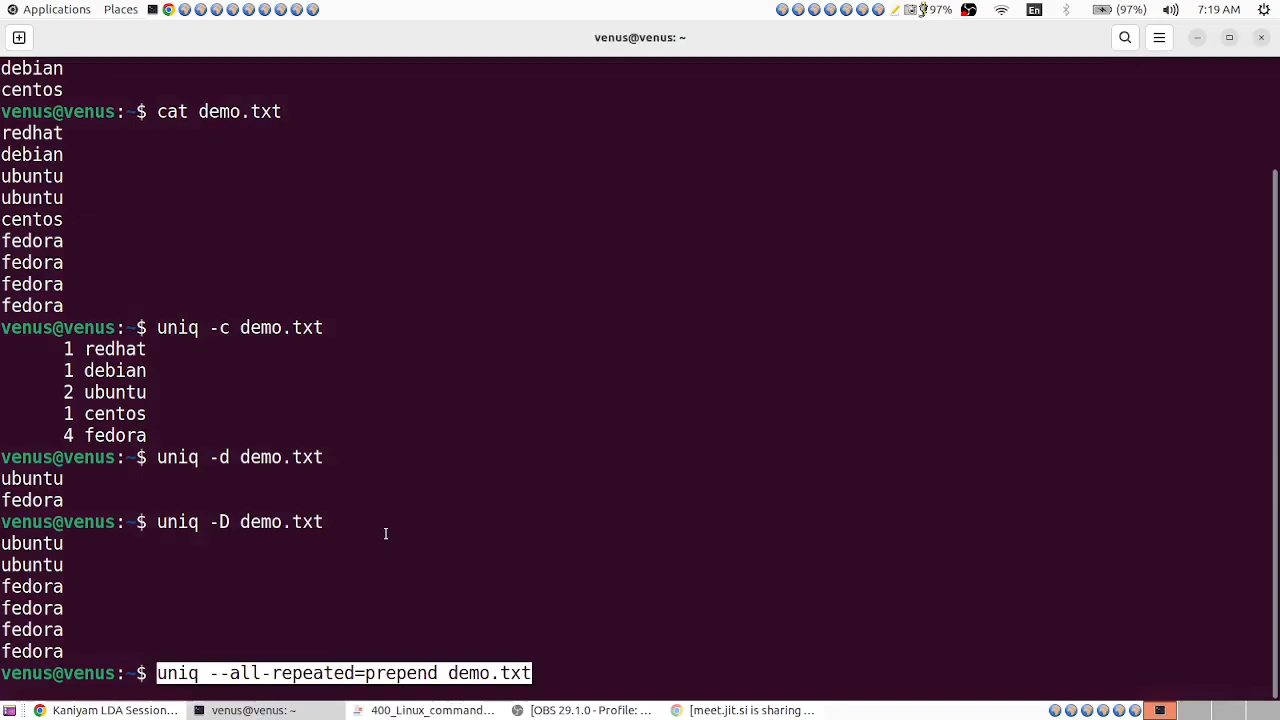 Applications Places 97% En (97%) 7:19 AM
venus@venus: ~
debian
centos
venus@venus:~$ cat demo.txt
redhat
debian
ubuntu
ubuntu
centos
fedora
fedora
fedora
fedora
venus@venus:~$ uniq -c demo.txt
1 redhat
1 debian
2 ubuntu
1 centos
4 fedora
venus@venus:~$ uniq -d demo.txt
ubuntu
fedora
venus@venus:~$ uniq -D demo.txt
ubuntu
ubuntu
fedora
fedora
fedora
fedora
venus@venus:~$ uniq --all-repeated=prepend demo.txt
Kaniyam LDA Session... venus@venus: ~ 400_Linux_command... [OBS 29.1.0 - Profile: ... [meet.jit.si is sharing ...